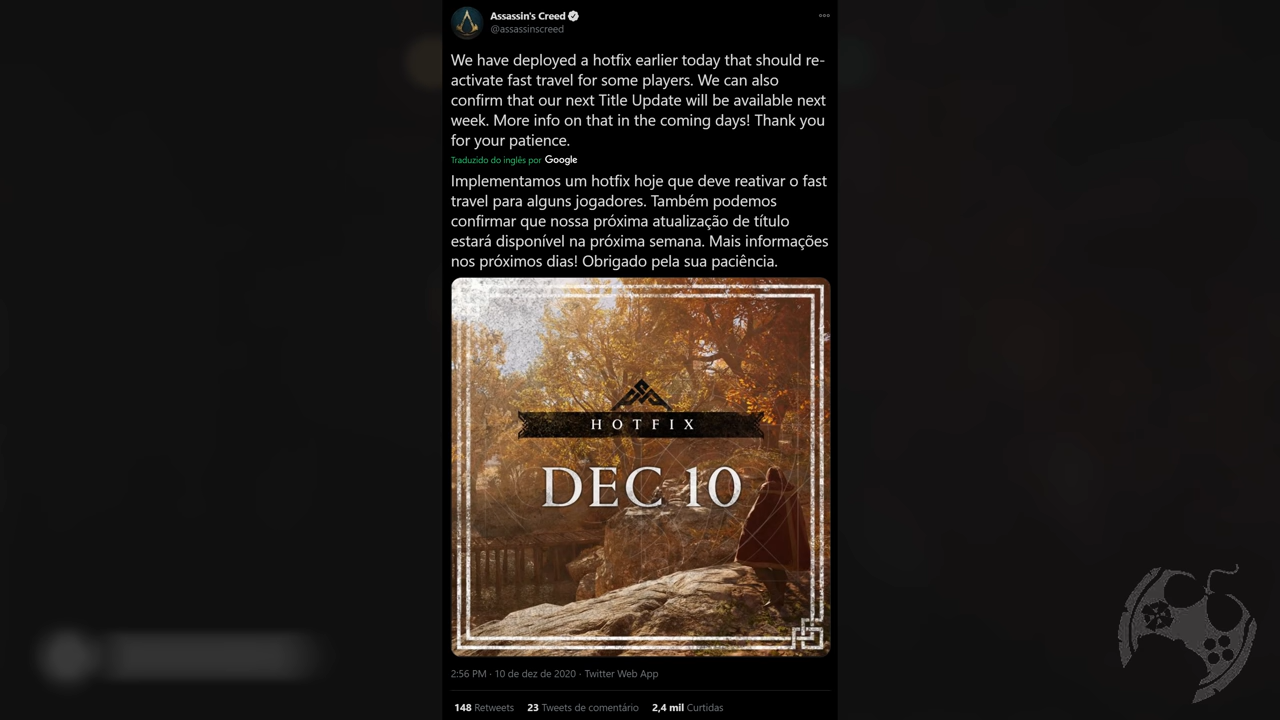 Assassin's Creed
@assassinscreed
We have deployed a hotfix earlier today that should re-
activate fast travel for some players. We can also
confirm that our next Title Update will be available next
week. More info on that in the coming days! Thank you
for your patience.
Traduzido do inglês por Google
Implementamos um hotfix hoje que deve reativar o fast
travel para alguns jogadores. Também podemos
confirmar que nossa próxima atualização de título
estará disponível na próxima semana. Mais informações
nos próximos dias! Obrigado pela sua paciência.
HOTFIX
DEC 10
2:56 PM · 10 de dez de 2020 · Twitter Web App
148 Retweets 23 Tweets de comentário 2,4 mil Curtidas